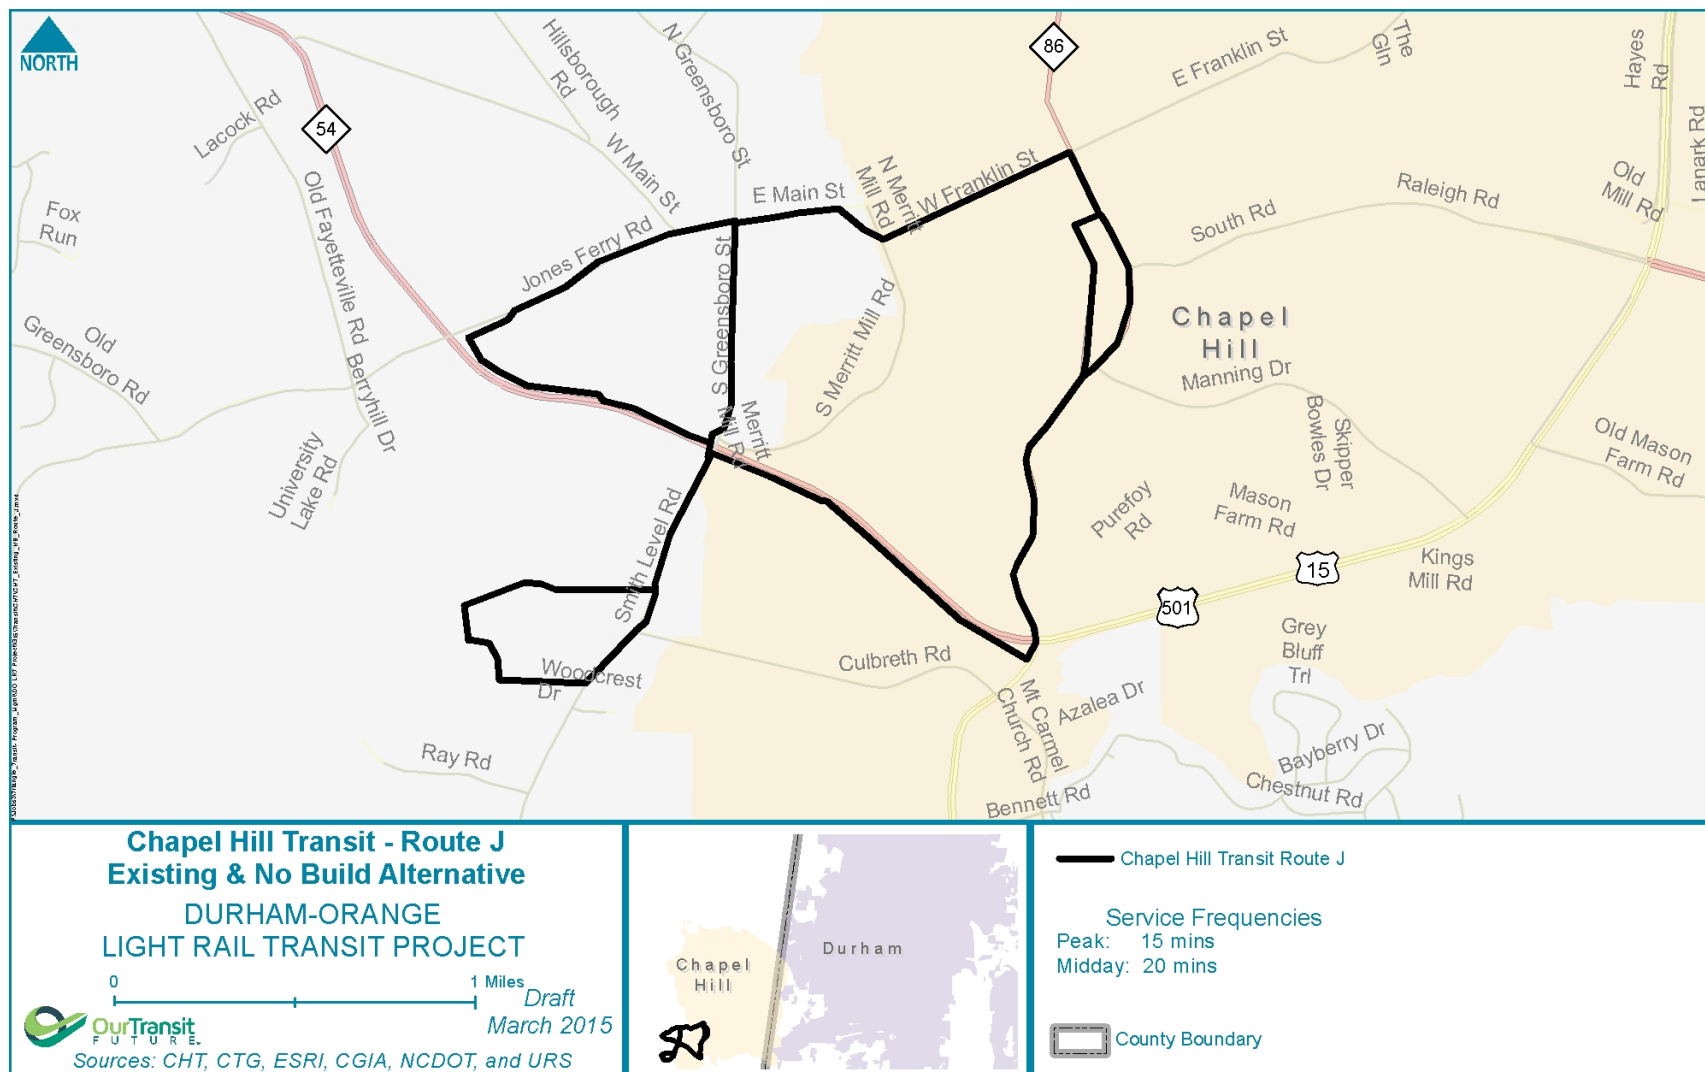 NORTH
86
54
Hillsborough
Rd
N Greensboro St
E Franklin St
The
Gln
Hayes
Rd
Lanark Rd
Lacock Rd
W Main St
Old Fayetteville Rd
Fox
Run
E Main St
N Merritt
Mill Rd
W Franklin St
South Rd
Raleigh Rd
Old
Mill Rd
Jones Ferry Rd
S Greensboro St
S Merritt Mill Rd
Chapel
Hill
Manning Dr
Old
Greensboro Rd
Berryhill Dr
Merritt
Mill Rd
Skipper
Bowles Dr
Old Mason
Farm Rd
University
Lake Rd
Purefoy
Rd
Mason
Farm Rd
Smith Level Rd
15
501
Kings
Mill Rd
Grey
Bluff
Trl
Culbreth Rd
Woodcrest
Dr
Mt Carmel
Church Rd
Azalea Dr
Ray Rd
Bayberry Dr
Chestnut Rd
Bennett Rd
Chapel Hill Transit - Route J
Existing & No Build Alternative
DURHAM-ORANGE
LIGHT RAIL TRANSIT PROJECT
0 1 Miles
Draft
March 2015
OurTransit
FUTURE
Sources: CHT, CTG, ESRI, CGIA, NCDOT, and URS
Durham
Chapel
Hill
Chapel Hill Transit Route J
Service Frequencies
Peak: 15 mins
Midday: 20 mins
County Boundary